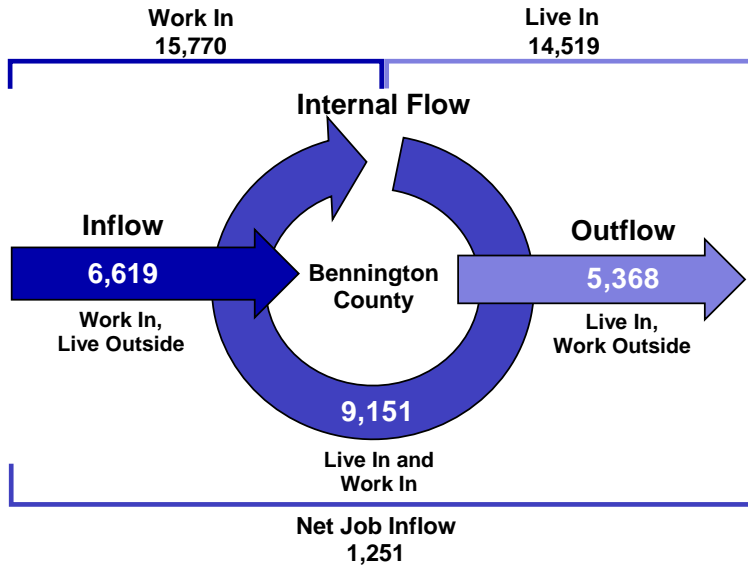 Work In
15,770
Live In
14,519
Internal Flow
Inflow
6,619
Work In,
Live Outside
Bennington
County
Outflow
5,368
Live In,
Work Outside
9,151
Live In and
Work In
Net Job Inflow
1,251